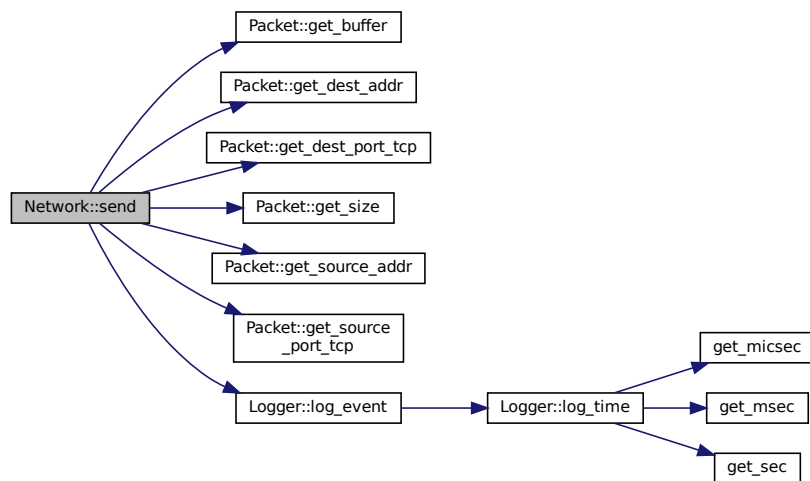 Packet::get_buffer
Packet::get_dest_addr
Packet::get_dest_port_tcp
Network::send
Packet::get_size
Packet::get_source_addr
Packet::get_source
_port_tcp
get_micsec
Logger::log_event
Logger::log_time
get_msec
get_sec